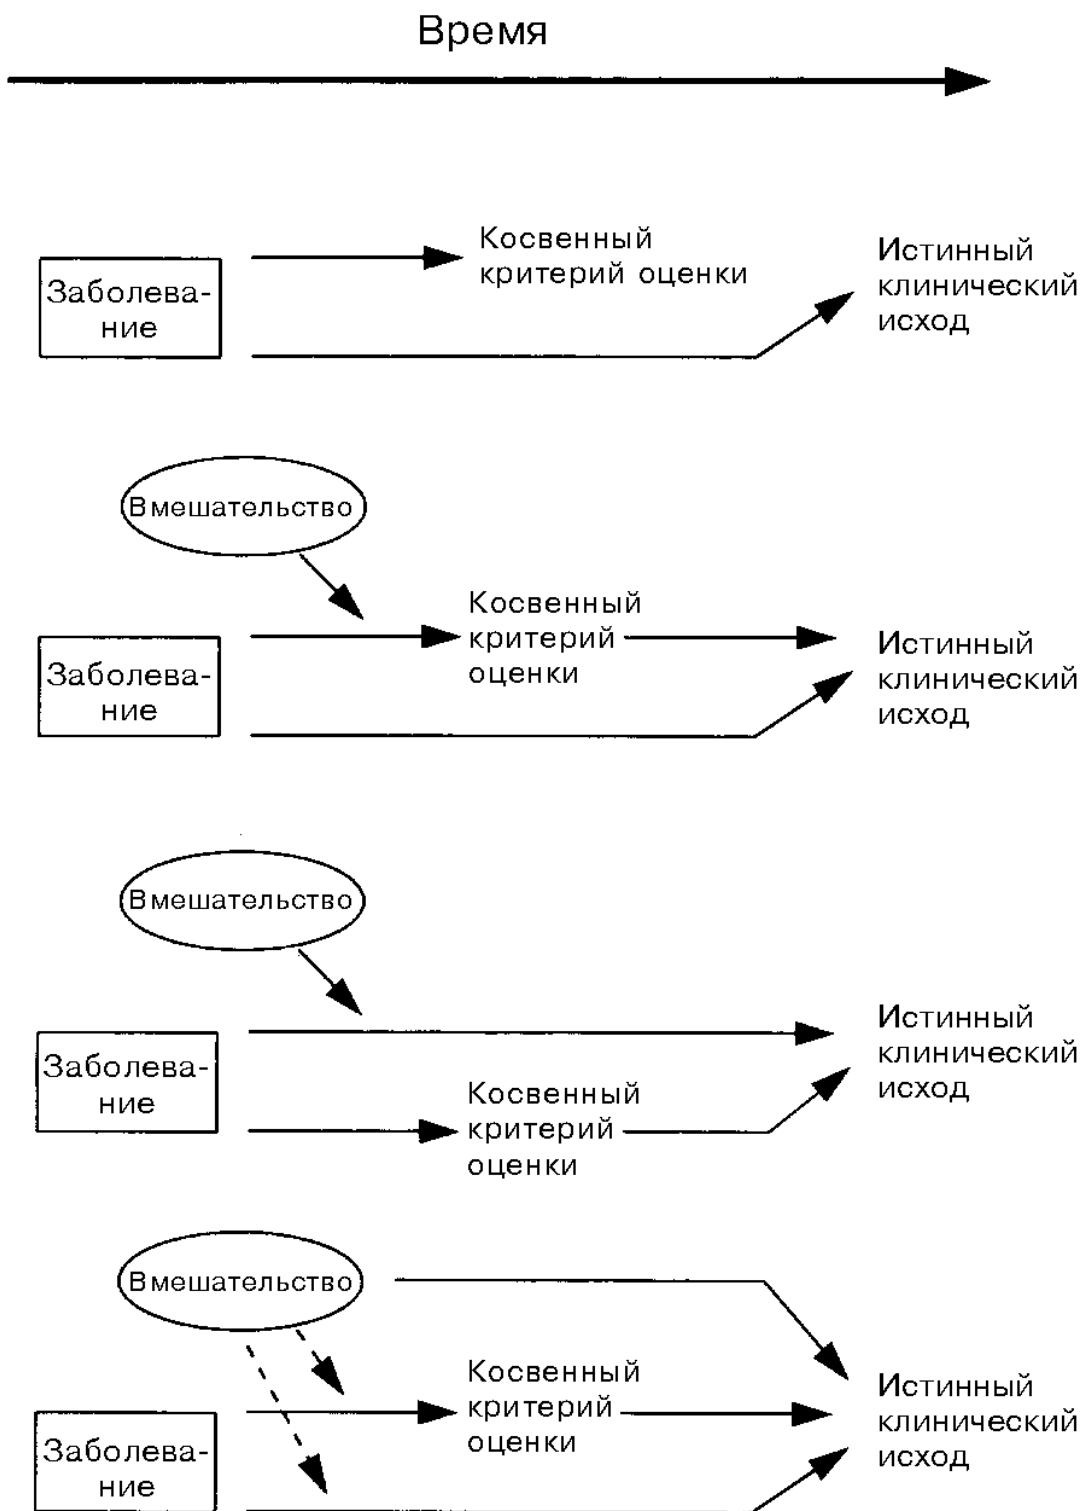 Время
Косвенный
критерий оценки
Истинный
клинический
исход
Заболева-
ние
Вмешательство
Косвенный
критерий
оценки
Истинный
клинический
исход
Заболева-
ние
Вмешательство
Истинный
клинический
исход
Заболева-
ние
Косвенный
критерий
оценки
Вмешательство
Косвенный
критерий
оценки
Истинный
клинический
исход
Заболева-
ние